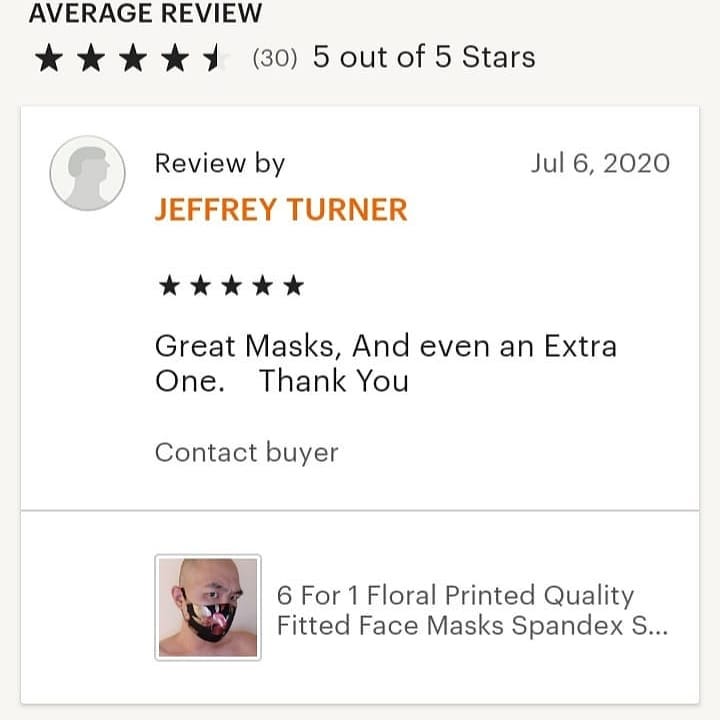 AVERAGE REVIEW
★★★★⯨ (30) 5 out of 5 Stars
Review by
Jul 6, 2020
JEFFREY TURNER
★★★★★
Great Masks, And even an Extra
One. Thank You
Contact buyer
6 For 1 Floral Printed Quality
Fitted Face Masks Spandex S...